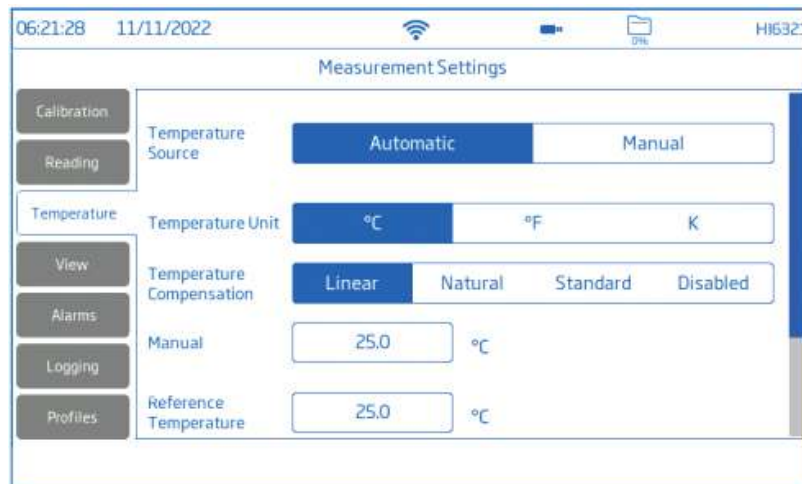 06:21:28 11/11/2022 0% HI6321
Measurement Settings
Calibration
Reading
Temperature
View
Alarms
Logging
Profiles
Temperature
Source
Automatic Manual
Temperature Unit °C °F K
Temperature
Compensation
Linear Natural Standard Disabled
Manual 25.0 °C
Reference
Temperature
25.0 °C